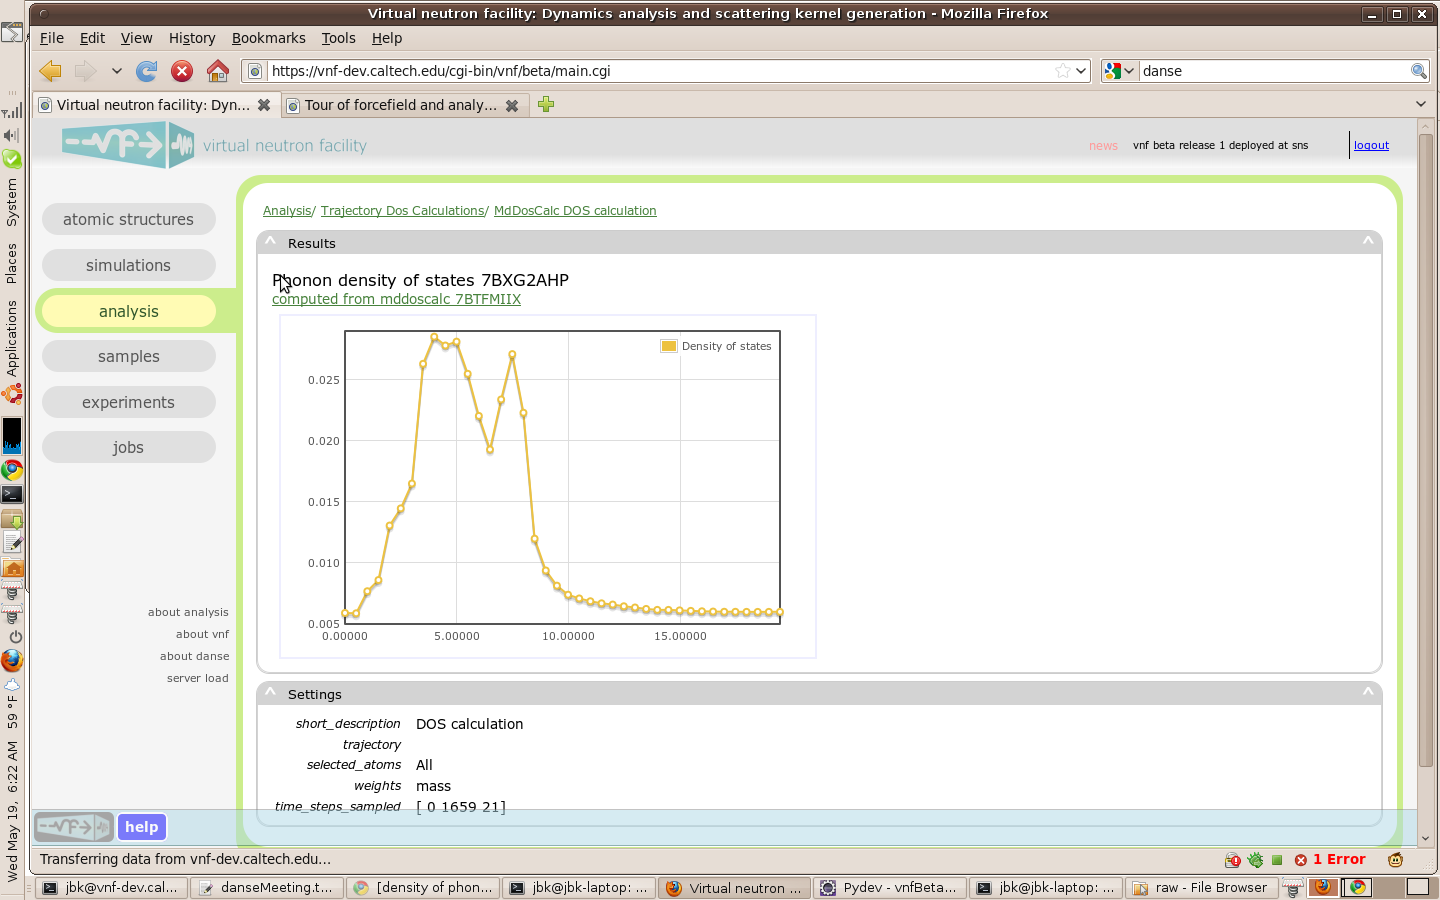 Virtual neutron facility: Dynamics analysis and scattering kernel generation - Mozilla Firefox
File Edit View History Bookmarks Tools Help
https://vnf-dev.caltech.edu/cgi-bin/vnf/beta/main.cgi
danse
Virtual neutron facility: Dyn...
Tour of forcefield and analy...
virtual neutron facility
news vnf beta release 1 deployed at sns logout
atomic structures
simulations
analysis
samples
experiments
jobs
about analysis
about vnf
about danse
server load
Analysis/ Trajectory Dos Calculations/ MdDosCalc DOS calculation
Results
Phonon density of states 7BXG2AHP
computed from mddoscalc 7BTFMIIX
Density of states
0.025
0.020
0.015
0.010
0.005
0.00000 5.00000 10.00000 15.00000
Settings
short_description DOS calculation
trajectory
selected_atoms All
weights mass
time_steps_sampled [ 0 1659 21]
help
Transferring data from vnf-dev.caltech.edu...
1 Error
jbk@vnf-dev.cal...
danseMeeting.t...
[density of phon...
jbk@jbk-laptop: ...
Virtual neutron ...
Pydev - vnfBeta...
jbk@jbk-laptop: ...
raw - File Browser
System
Places
Applications
59 °F
Wed May 19, 6:22 AM